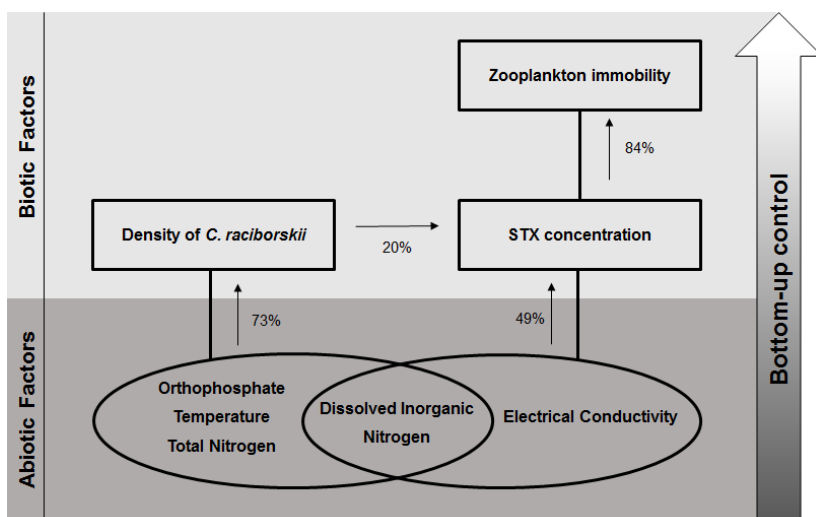 Biotic Factors
Zooplankton immobility
84%
Density of C. raciborskii
20%
STX concentration
73%
49%
Abiotic Factors
Orthophosphate
Temperature
Total Nitrogen
Dissolved Inorganic
Nitrogen
Electrical Conductivity
Bottom-up control